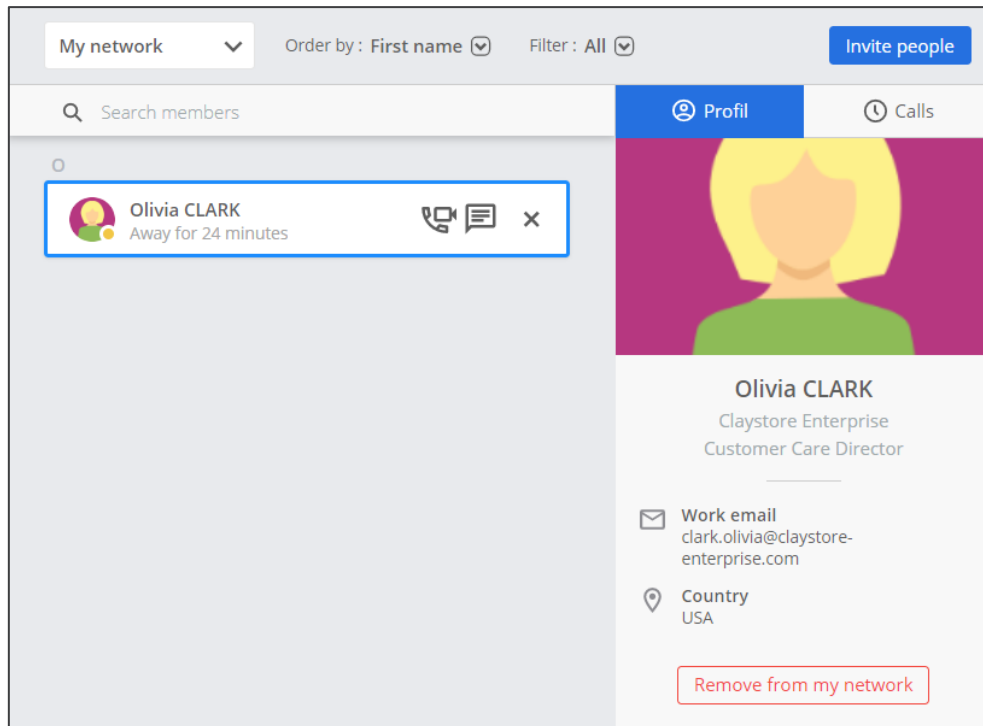 My network
Order by : First name
Filter : All
Invite people
Search members
Profil
Calls
O
Olivia CLARK
Away for 24 minutes
Olivia CLARK
Claystore Enterprise
Customer Care Director
Work email
clark.olivia@claystore-
enterprise.com
Country
USA
Remove from my network